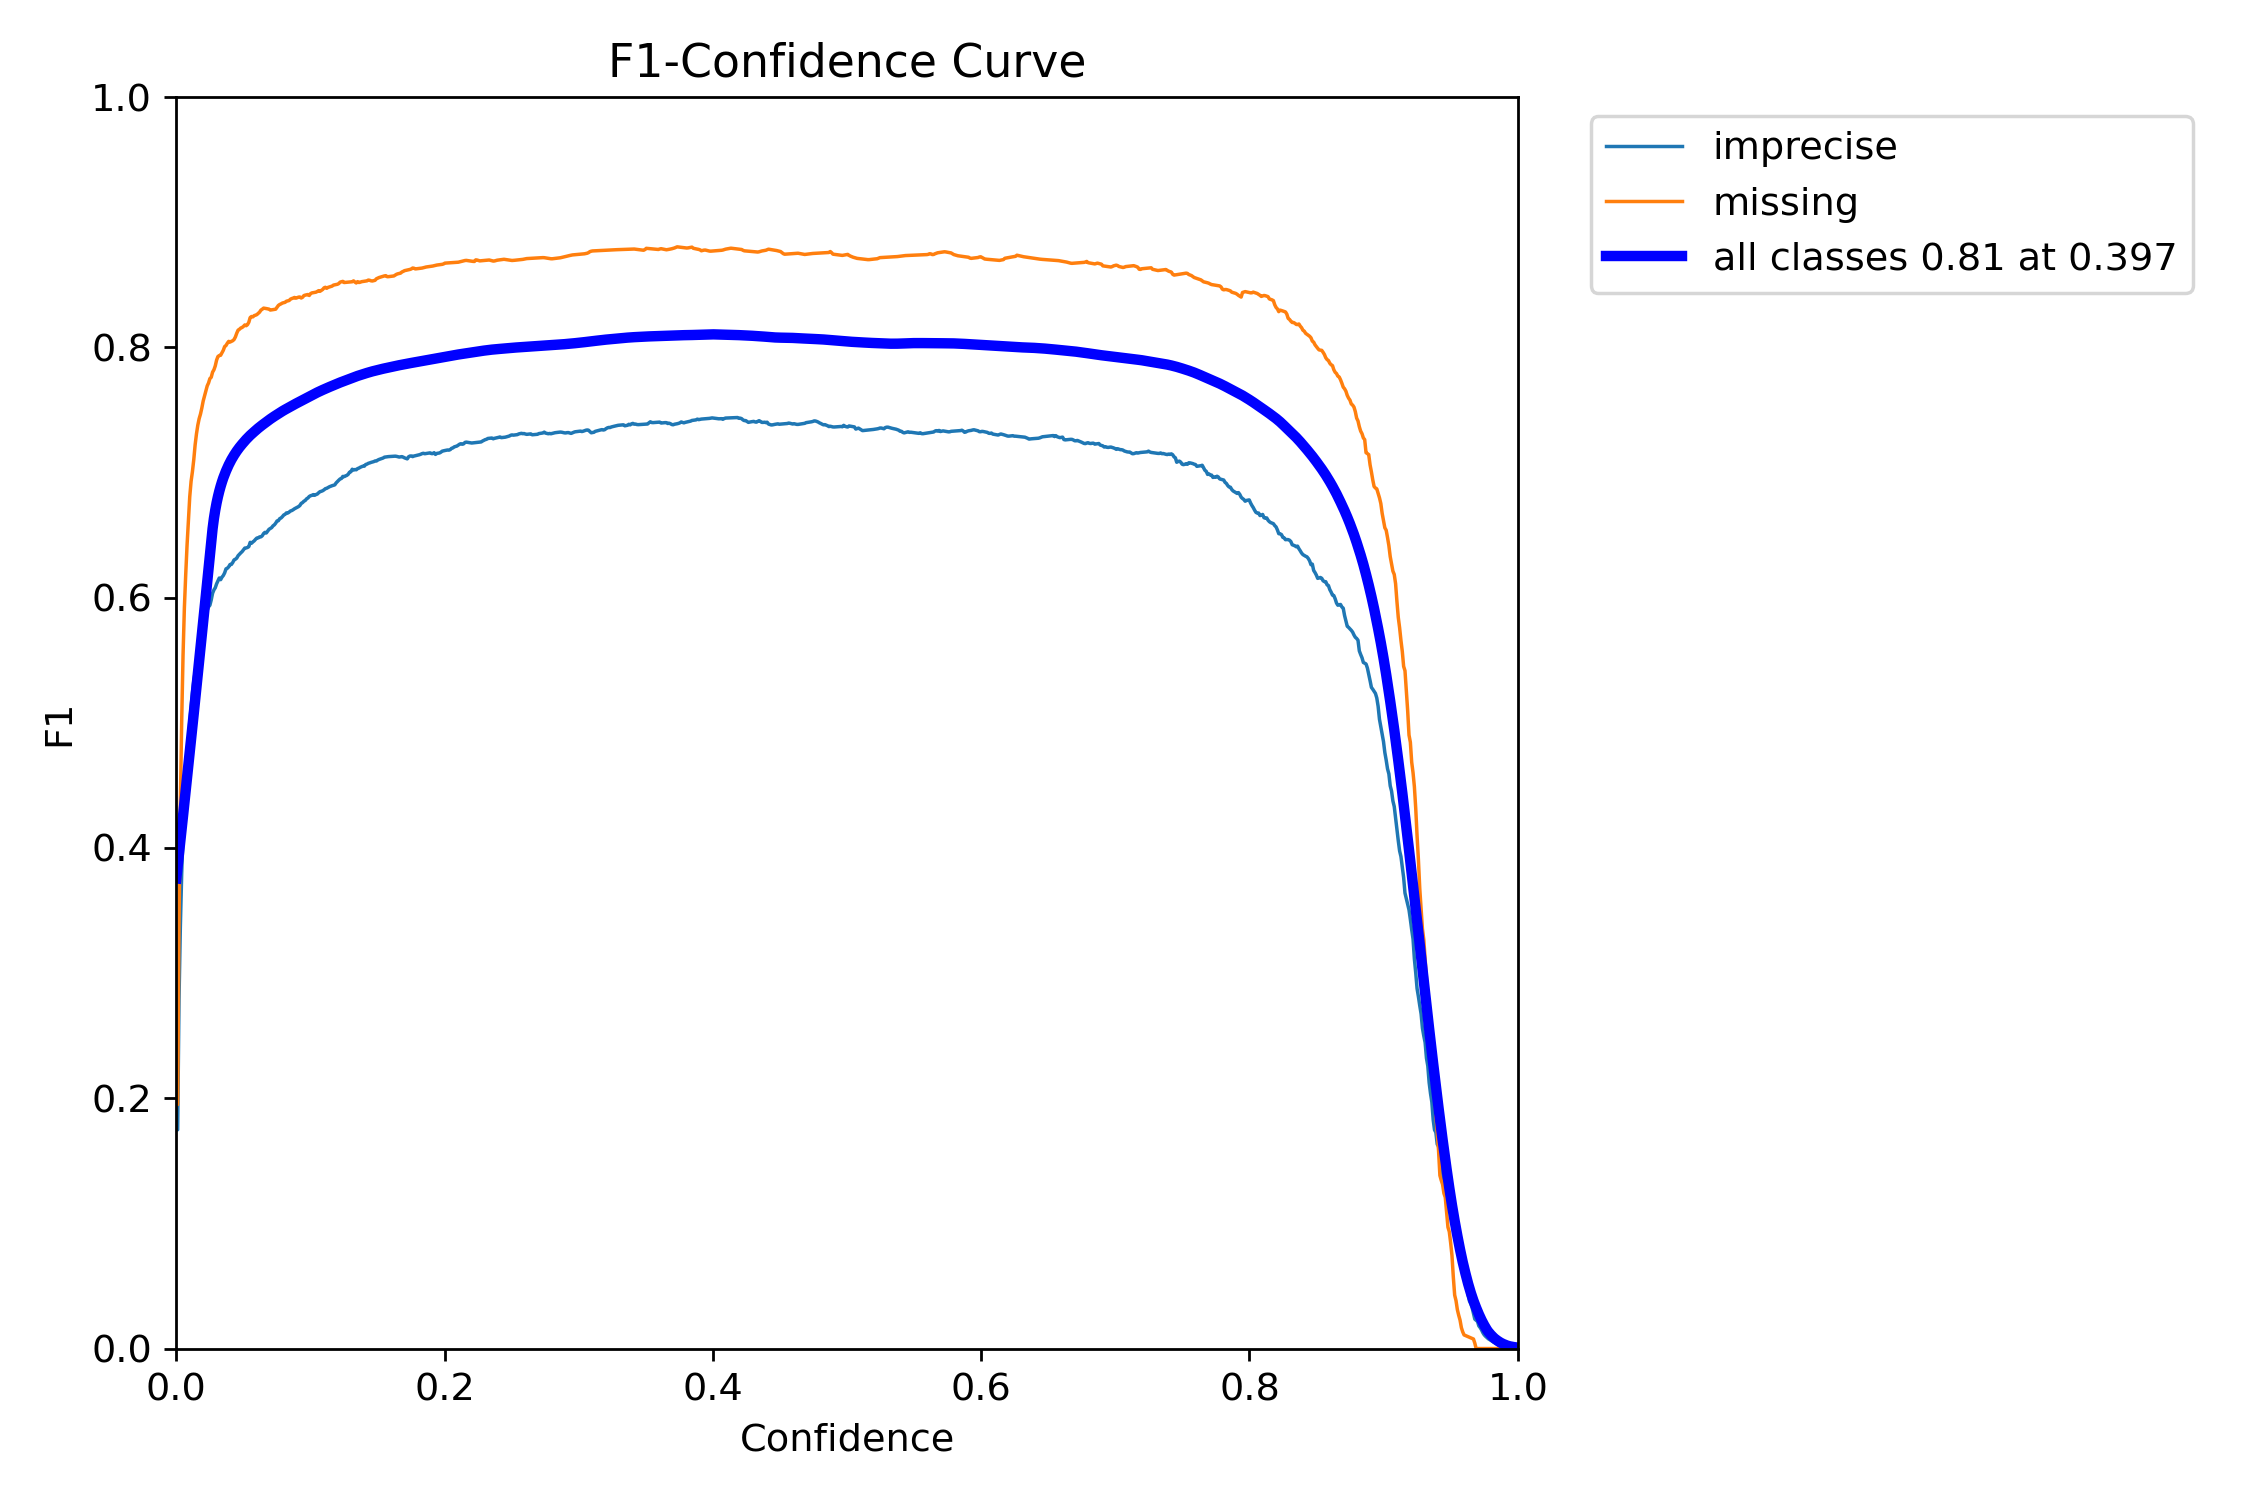 F1-Confidence Curve
1.0
0.8
0.6
0.4
0.2
0.0
F1
0.0 0.2 0.4 0.6 0.8 1.0
Confidence
imprecise
missing
all classes 0.81 at 0.397